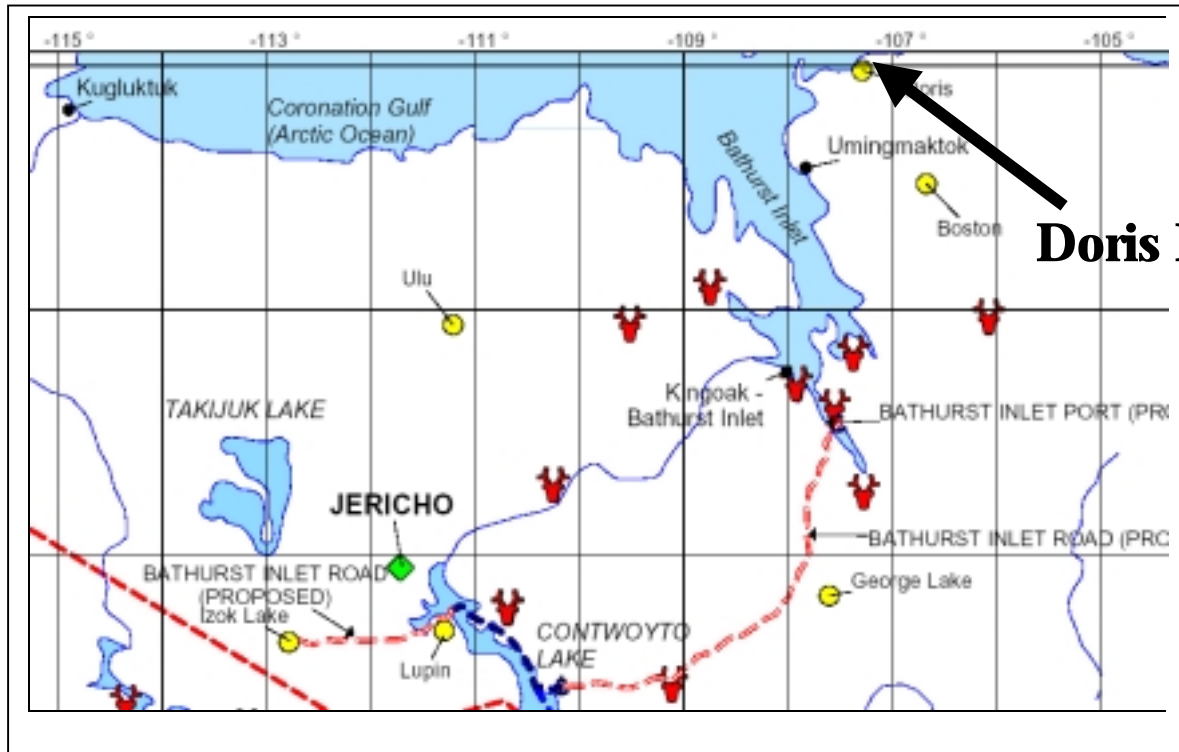 -115 ° -113 ° -111 ° -109 ° -107 ° -105 °
Kugluktuk
Coronation Gulf
(Arctic Ocean)
Bathurst Inlet
Umingmaktok
Boston
Doris
Ulu
Kingoak -
Bathurst Inlet
TAKIJUK LAKE
BATHURST INLET PORT
JERICHO
BATHURST INLET ROAD
BATHURST INLET ROAD
(PROPOSED)
Izok Lake
George Lake
Lupin
CONTWOYTO
LAKE